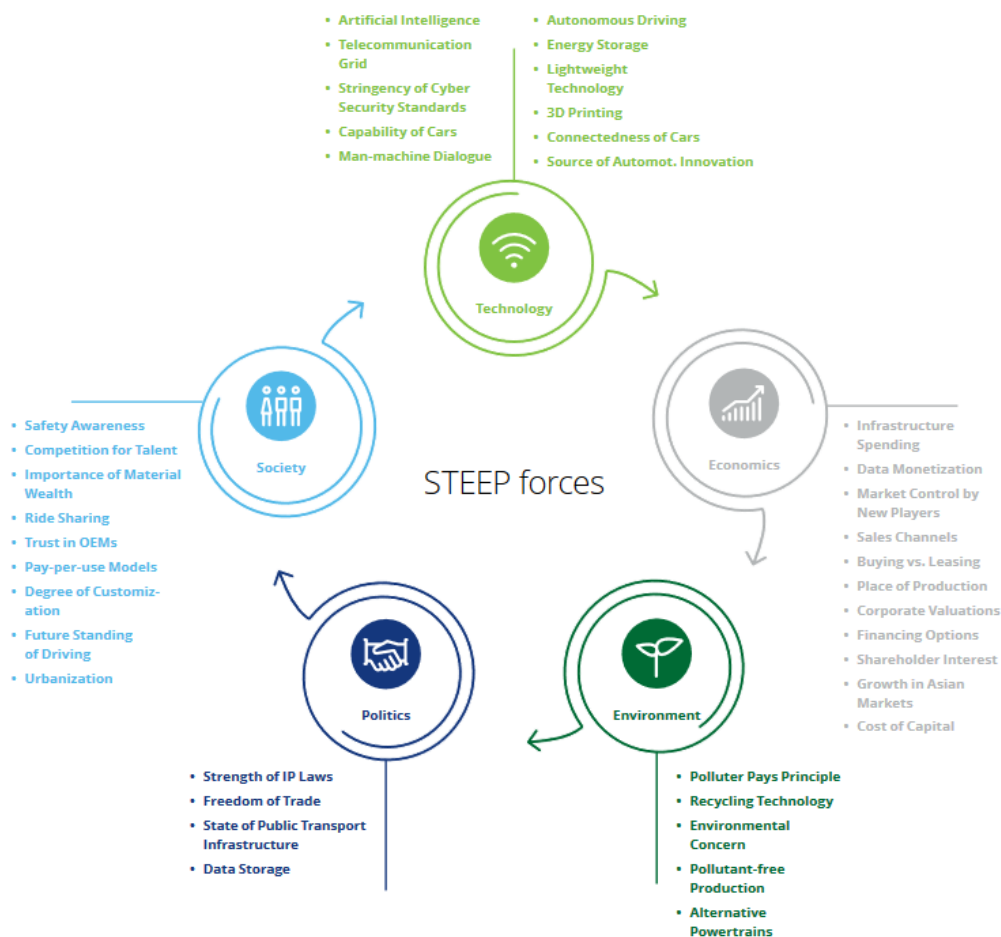 • Artificial Intelligence
• Telecommunication
Grid
• Stringency of Cyber
Security Standards
• Capability of Cars
• Man-machine Dialogue
• Autonomous Driving
• Energy Storage
• Lightweight
Technology
• 3D Printing
• Connectedness of Cars
• Source of Automot. Innovation
Technology
Society
• Safety Awareness
• Competition for Talent
• Importance of Material
Wealth
• Ride Sharing
• Trust in OEMs
• Pay-per-use Models
• Degree of Customiz-
ation
• Future Standing
of Driving
• Urbanization
STEEP forces
Economics
• Infrastructure
Spending
• Data Monetization
• Market Control by
New Players
• Sales Channels
• Buying vs. Leasing
• Place of Production
• Corporate Valuations
• Financing Options
• Shareholder Interest
• Growth in Asian
Markets
• Cost of Capital
Politics
• Strength of IP Laws
• Freedom of Trade
• State of Public Transport
Infrastructure
• Data Storage
Environment
• Polluter Pays Principle
• Recycling Technology
• Environmental
Concern
• Pollutant-free
Production
• Alternative
Powertrains